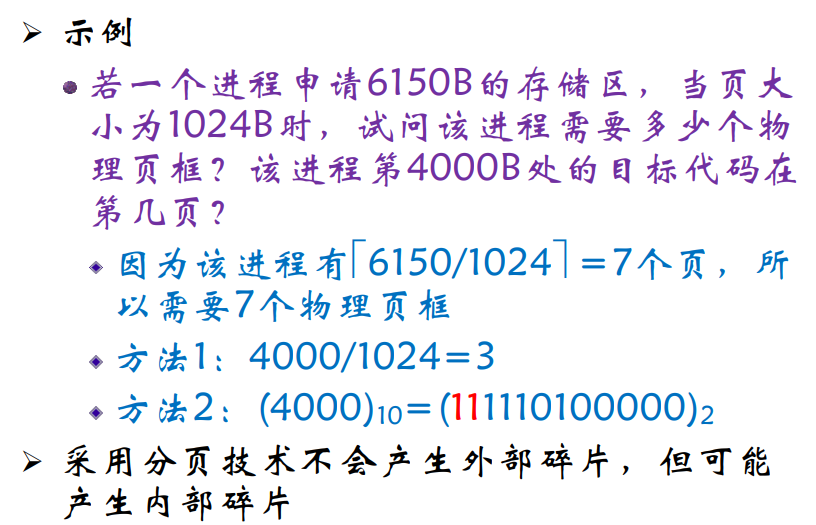 ➢ 示例
● 若一个进程申请6150B的存储区，当页大
小为1024B时，试问该进程需要多少个物
理页框？该进程第4000B处的目标代码在
第几页？
◈ 因为该进程有⌈6150/1024⌉＝7个页，所
以需要7个物理页框
◈ 方法1：4000/1024＝3
◈ 方法2：(4000)₁₀＝(111110100000)₂
➢ 采用分页技术不会产生外部碎片，但可能
产生内部碎片